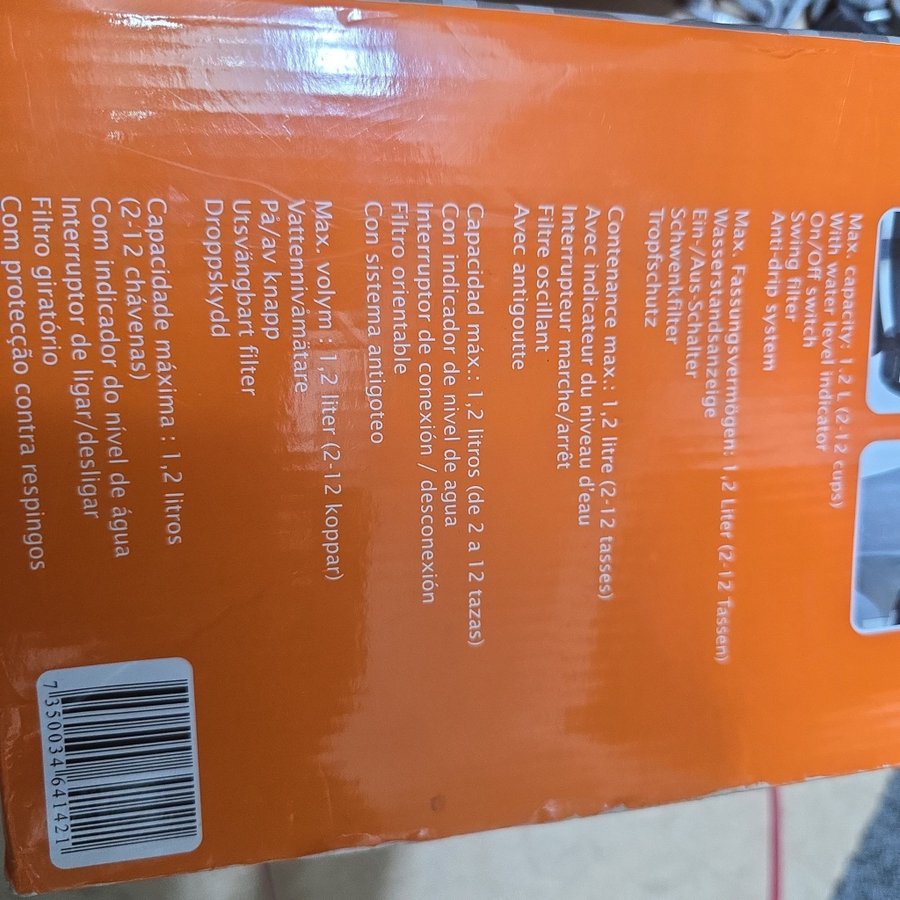 Max. capacity: 1.2 L (2-12 cups)
With water level indicator
On/Off switch
Swing filter
Anti-drip system
Max. Fassungsvermögen: 1,2 Liter (2-12 Tassen)
Wasserstandsanzeige
Ein-/Aus-Schalter
Schwenkfilter
Tropfschutz
Contenance max.: 1,2 litre (2-12 tasses)
Avec indicateur du niveau d'eau
Interrupteur marche/arrêt
Filtre oscillant
Avec antigoutte
Capacidad máx.: 1,2 litros (de 2 a 12 tazas)
Con indicador de nivel de agua
Interruptor de conexión / desconexión
Filtro orientable
Con sistema antigoteo
Max. volym : 1,2 liter (2-12 koppar)
Vattennivåmätare
På/av knapp
Utsvängbart filter
Droppskydd
Capacidade máxima : 1,2 litros
(2-12 chávenas)
Com indicador do nível de água
Interruptor de ligar/desligar
Filtro giratório
Com protecção contra respingos
7 350034 641421